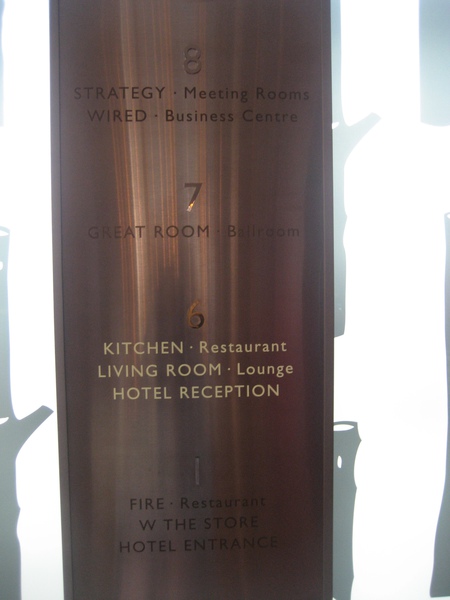 8
STRATEGY · Meeting Rooms
WIRED · Business Centre
7
GREAT ROOM · Ballroom
6
KITCHEN · Restaurant
LIVING ROOM · Lounge
HOTEL RECEPTION
1
FIRE · Restaurant
W THE STORE
HOTEL ENTRANCE